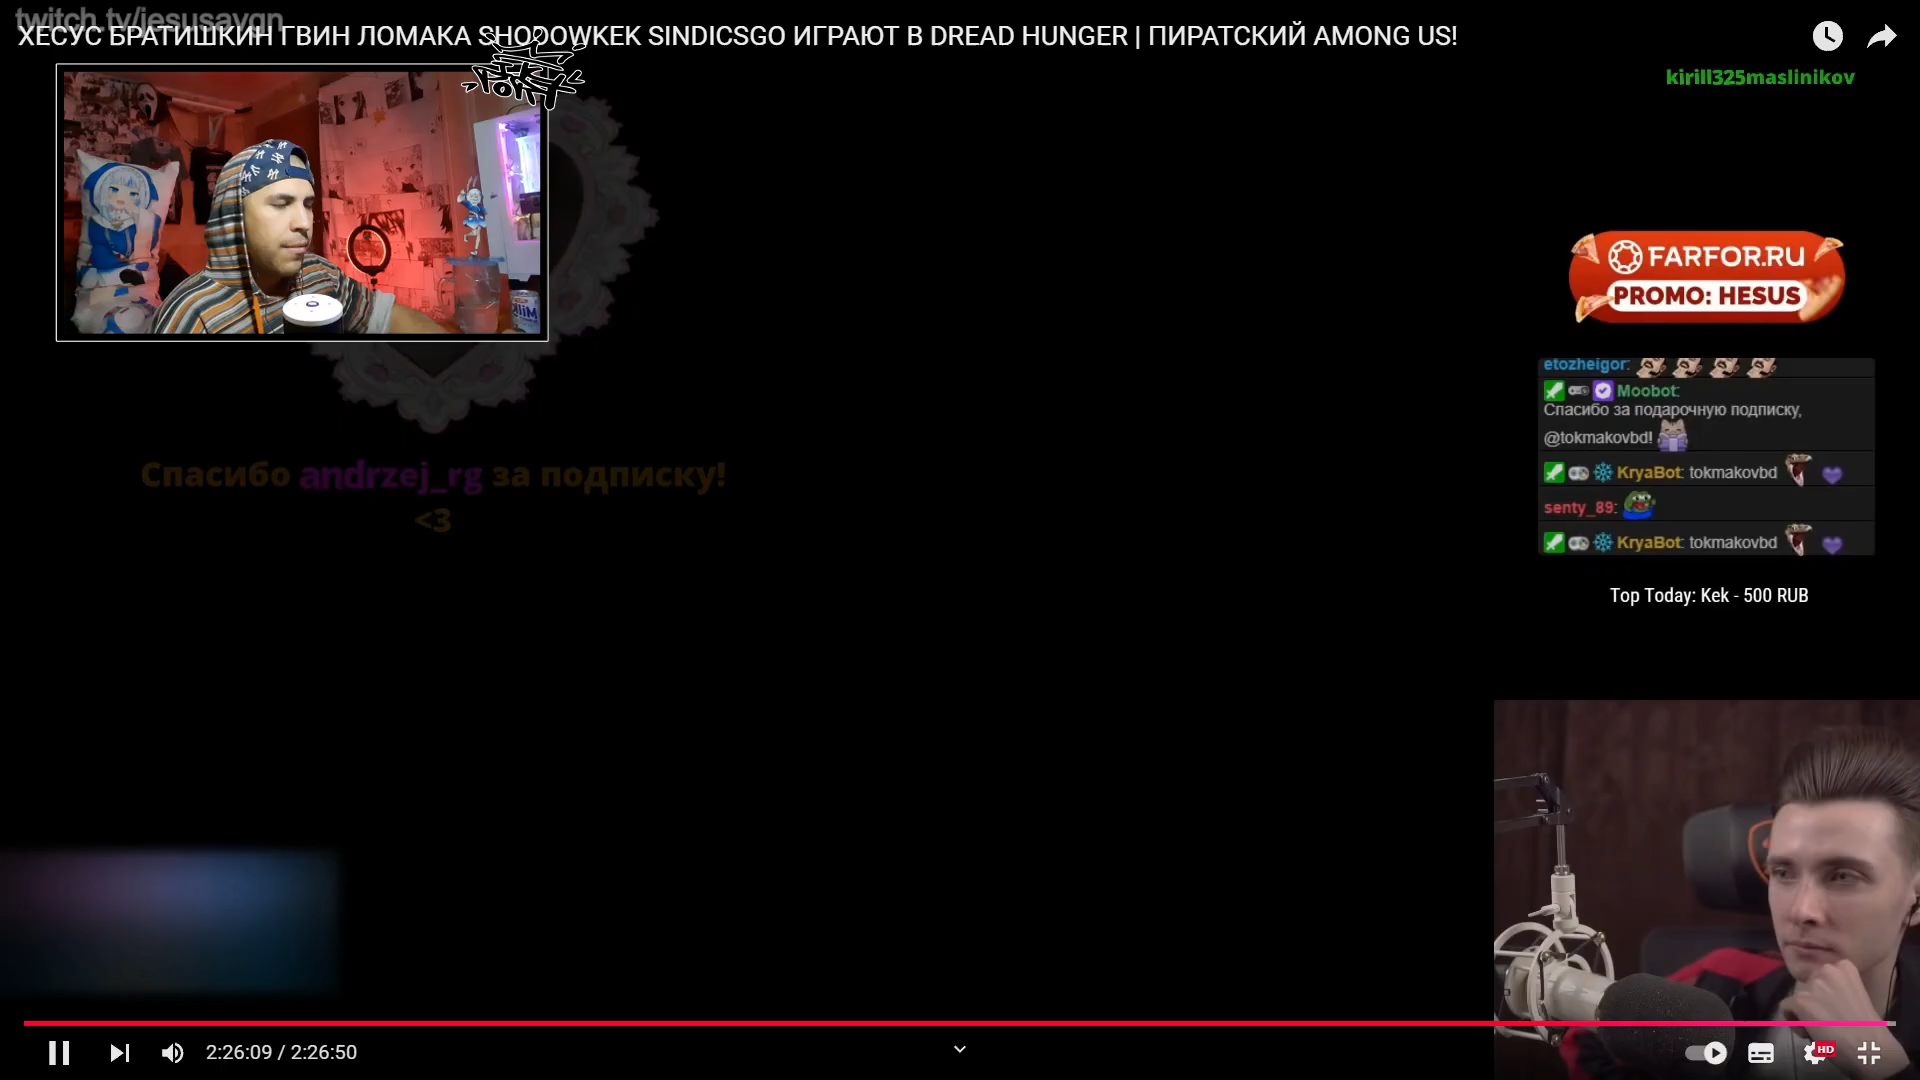 twitch.tv/jesusavgn
ХЕСУС БРАТИШКИН ГВИН ЛОМАКА SHODOWKEK SINDICSGO ИГРАЮТ В DREAD HUNGER | ПИРАТСКИЙ AMONG US!
kirill325maslinikov
FARFOR.RU
PROMO: HESUS
etozheigor:
Moobot:
Спасибо за подарочную подписку,
@tokmakovbd!
KryaBot: tokmakovbd
senty_89:
KryaBot: tokmakovbd
Top Today: Kek - 500 RUB
Спасибо andrzej_rg за подписку!
<3
2:26:09 / 2:26:50
HD